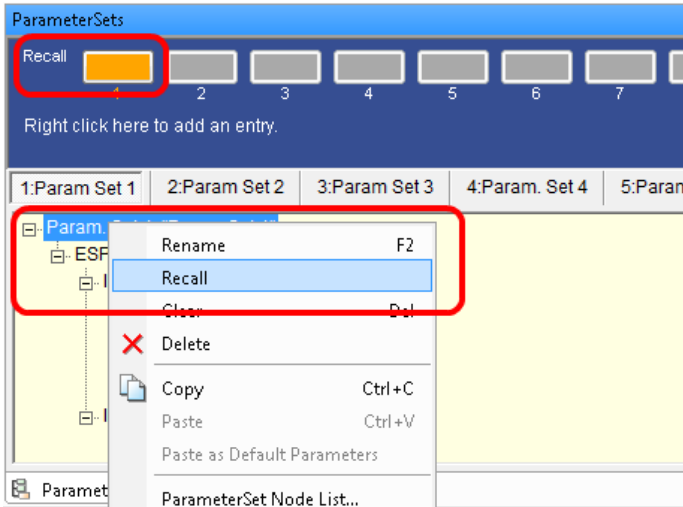 ParameterSets
Recall
1 2 3 4 5 6 7
Right click here to add an entry.
1:Param Set 1 2:Param Set 2 3:Param Set 3 4:Param. Set 4 5:Param
Param.
Rename F2
Recall
Clear Del
Delete
Copy Ctrl+C
Paste Ctrl+V
Paste as Default Parameters
Paramet
ParameterSet Node List...